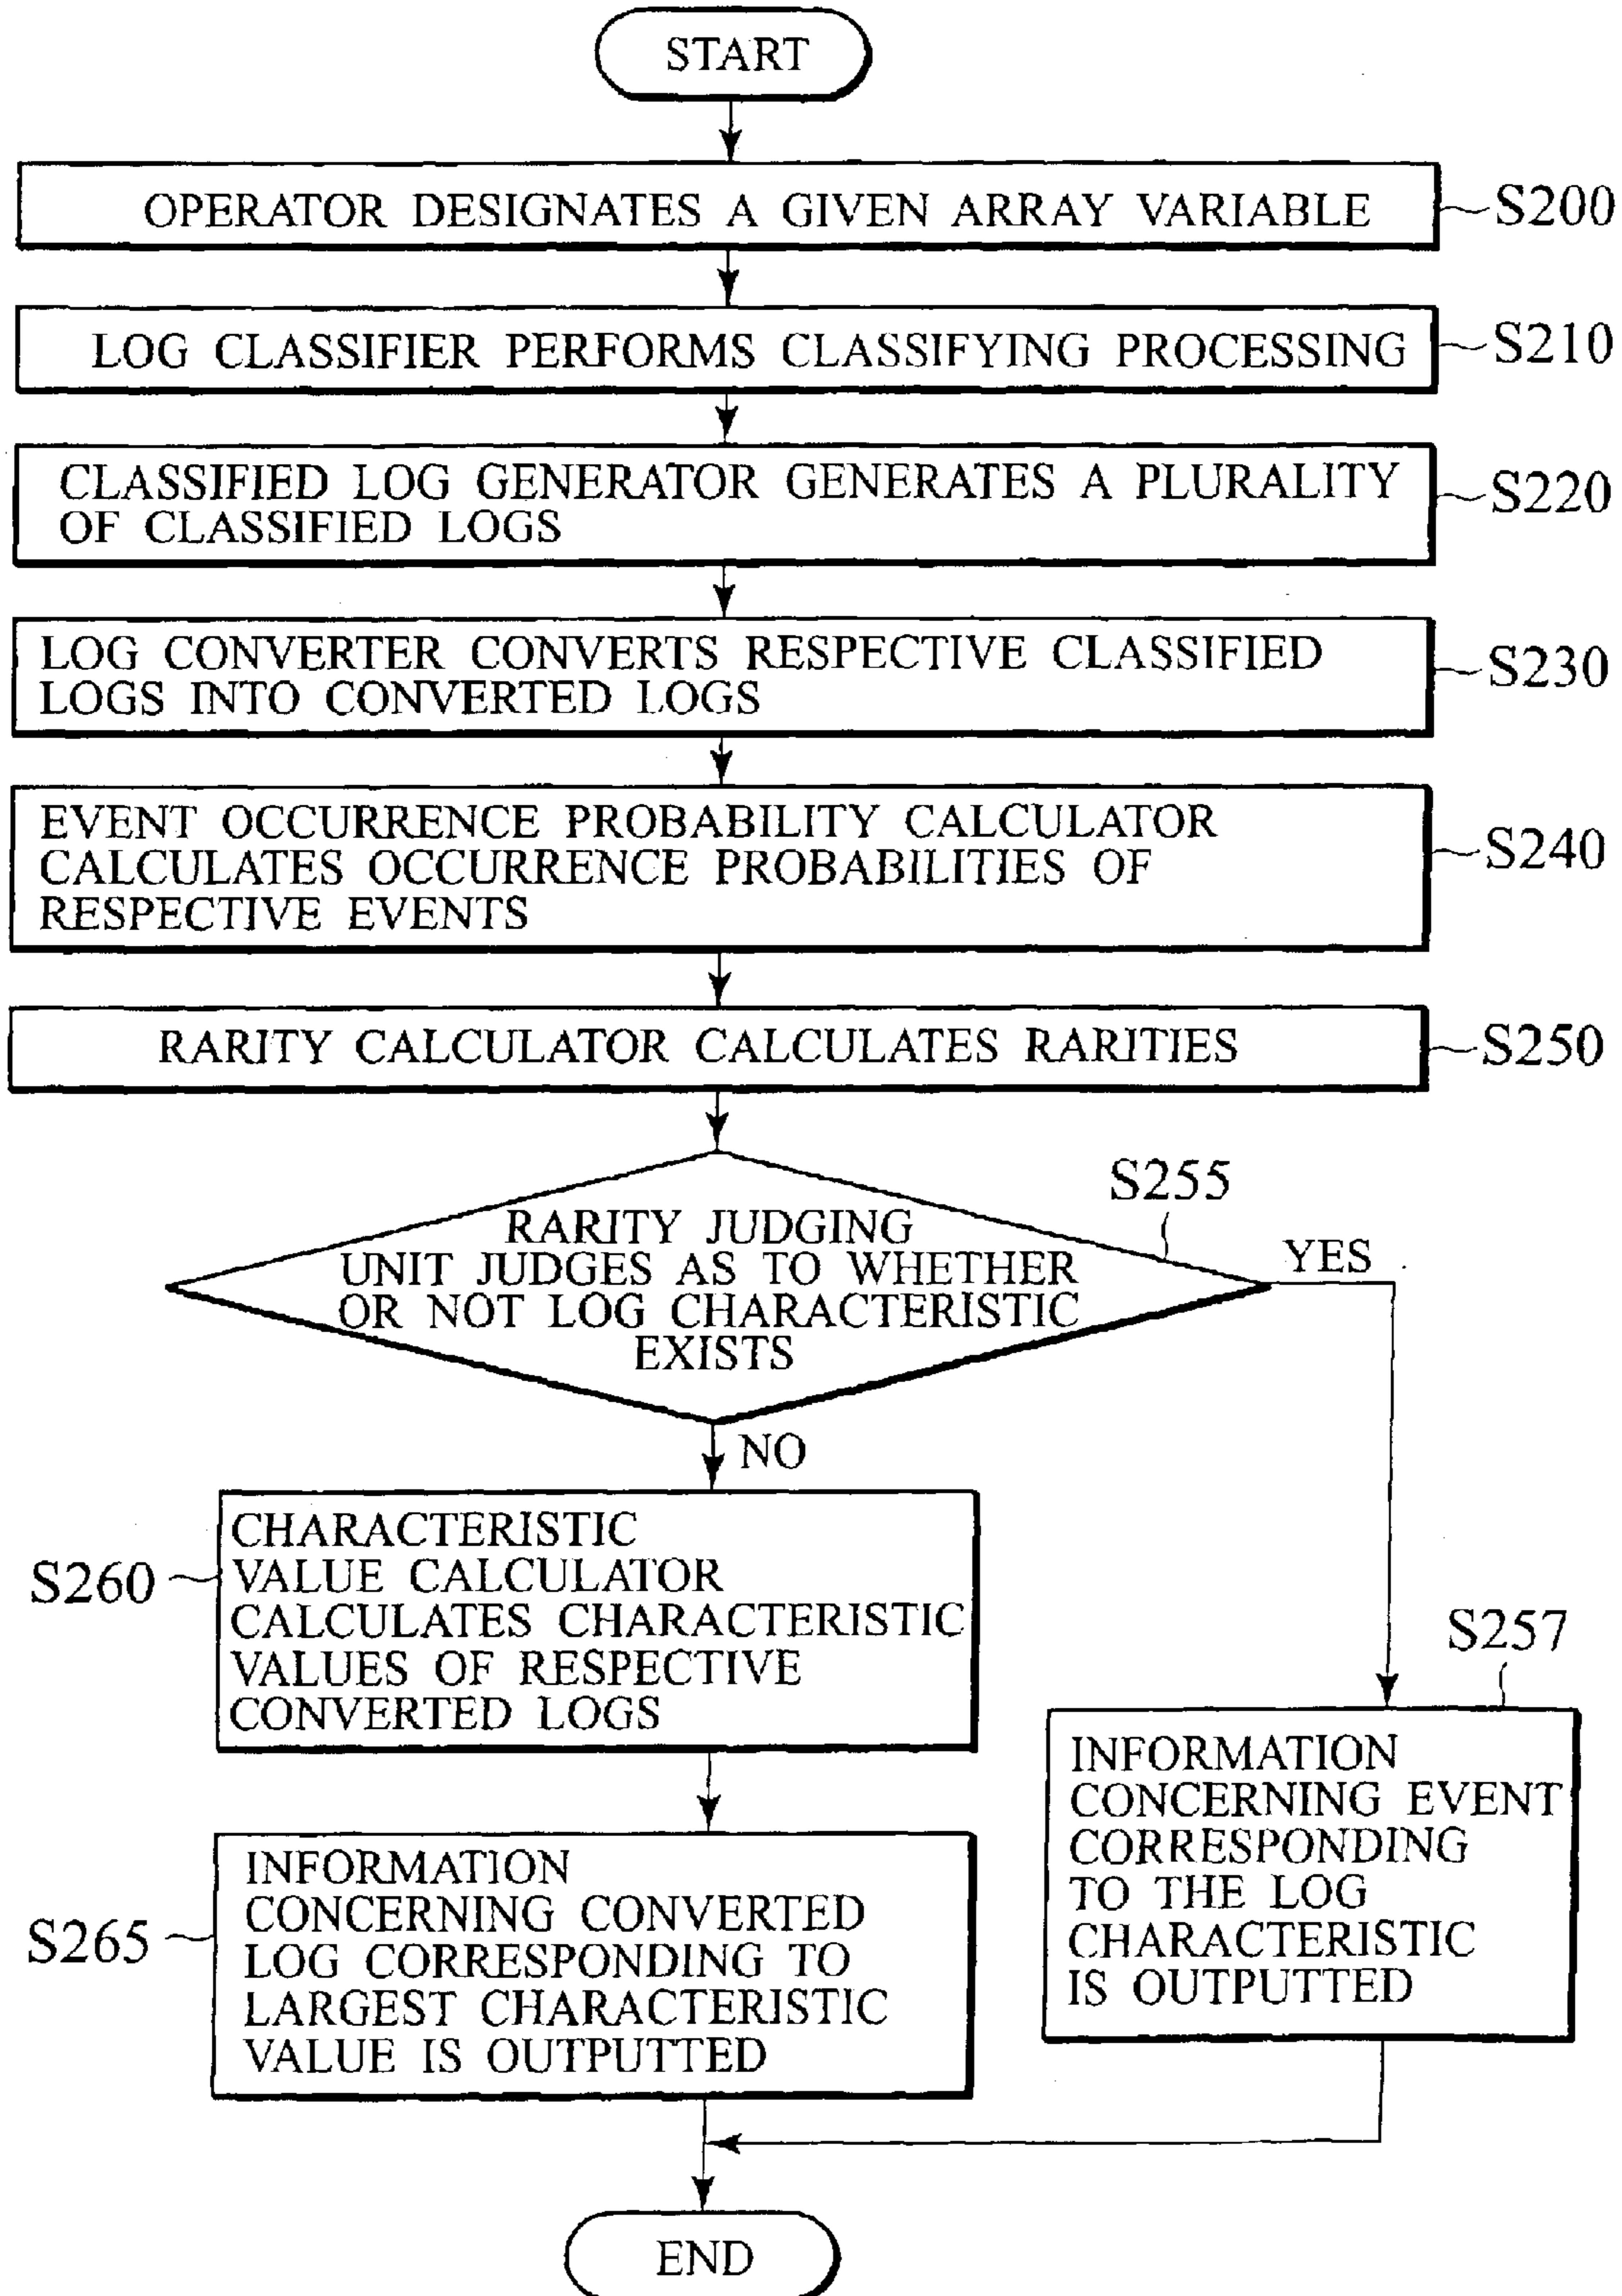 START
OPERATOR DESIGNATES A GIVEN ARRAY VARIABLE
S200
LOG CLASSIFIER PERFORMS CLASSIFYING PROCESSING
S210
CLASSIFIED LOG GENERATOR GENERATES A PLURALITY
OF CLASSIFIED LOGS
S220
LOG CONVERTER CONVERTS RESPECTIVE CLASSIFIED
LOGS INTO CONVERTED LOGS
S230
EVENT OCCURRENCE PROBABILITY CALCULATOR
CALCULATES OCCURRENCE PROBABILITIES OF
RESPECTIVE EVENTS
S240
RARITY CALCULATOR CALCULATES RARITIES
S250
S255
RARITY JUDGING
UNIT JUDGES AS TO WHETHER
OR NOT LOG CHARACTERISTIC
EXISTS
YES
NO
S260
CHARACTERISTIC
VALUE CALCULATOR
CALCULATES CHARACTERISTIC
VALUES OF RESPECTIVE
CONVERTED LOGS
S257
INFORMATION
CONCERNING EVENT
CORRESPONDING
TO THE LOG
CHARACTERISTIC
IS OUTPUTTED
S265
INFORMATION
CONCERNING CONVERTED
LOG CORRESPONDING TO
LARGEST CHARACTERISTIC
VALUE IS OUTPUTTED
END